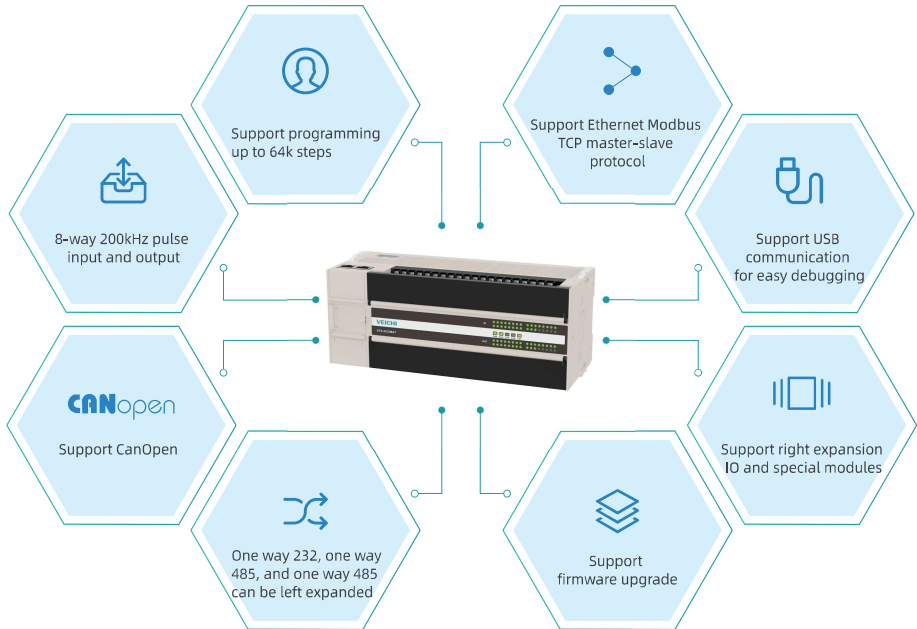 Support programming
up to 64k steps
Support Ethernet Modbus
TCP master-slave
protocol
8-way 200kHz pulse
input and output
Support USB
communication
for easy debugging
VEICHI
CANopen
Support CanOpen
Support right expansion
IO and special modules
One way 232, one way
485, and one way 485
can be left expanded
Support
firmware upgrade